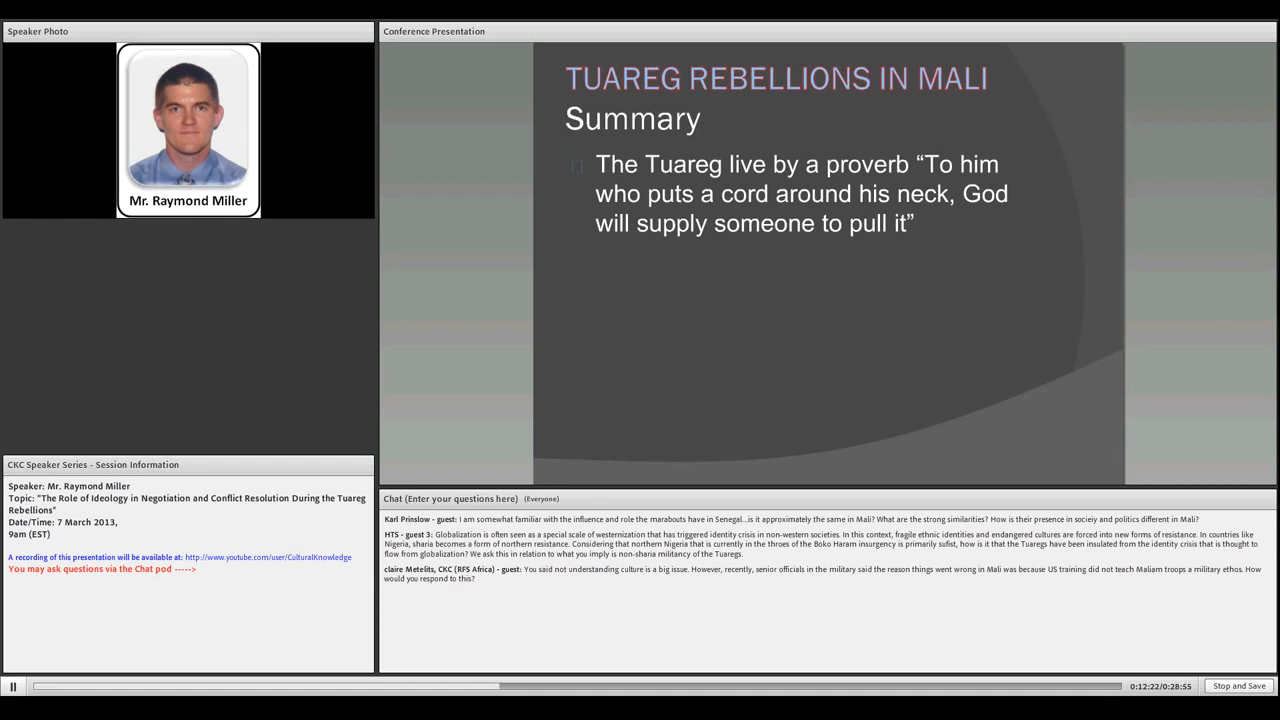 Speaker Photo
Mr. Raymond Miller
Conference Presentation
TUAREG REBELLIONS IN MALI
Summary
The Tuareg live by a proverb “To him
who puts a cord around his neck, God
will supply someone to pull it”
CKC Speaker Series - Session Information
Speaker: Mr. Raymond Miller
Topic: "The Role of Ideology in Negotiation and Conflict Resolution During the Tuareg
Rebellions"
Date/Time: 7 March 2013,
9am (EST)
A recording of this presentation will be available at: http://www.youtube.com/user/CulturalKnowledge
You may ask questions via the Chat pod ----->
Chat (Enter your questions here) (Everyone)
Karl Prinslow - guest: I am somewhat familiar with the influence and role the marabouts have in Senegal...is it approximately the same in Mali? What are the strong similarities? How is their presence in socieiy and politics different in Mali?
HTS - guest 3: Globalization is often seen as a special scale of westernization that has triggered identity crisis in non-western societies. In this context, fragile ethnic identities and endangered cultures are forced into new forms of resistance. In countries like
Nigeria, sharia becomes a form of northern resistance. Considering that northern Nigeria that is currently in the throes of the Boko Haram insurgency is primarily sufist, how is it that the Tuaregs have been insulated from the identity crisis that is thought to
flow from globalization? We ask this in relation to what you imply is non-sharia militancy of the Tuaregs.
claire Metelits, CKC (RFS Africa) - guest: You said not understanding culture is a big issue. However, recently, senior officials in the military said the reason things went wrong in Mali was because US training did not teach Maliam troops a military ethos. How
would you respond to this?
0:12:22/0:28:55
Stop and Save